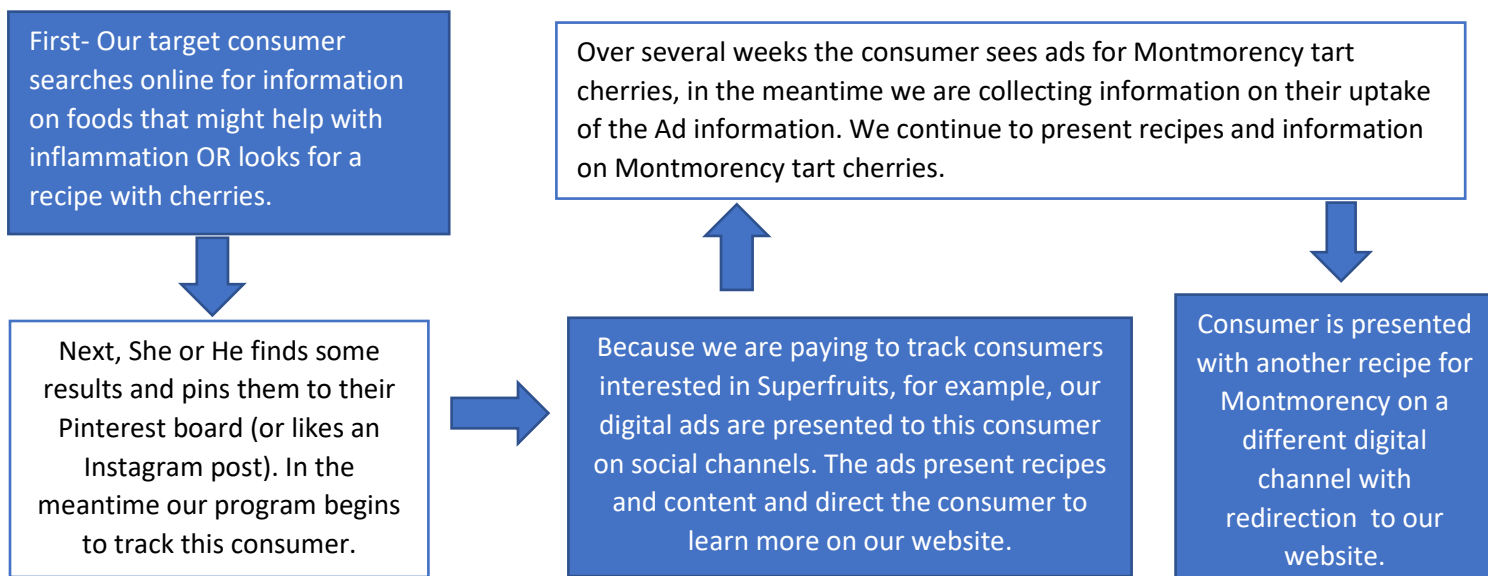 First- Our target consumer
searches online for information
on foods that might help with
inflammation OR looks for a
recipe with cherries.
Next, She or He finds some
results and pins them to their
Pinterest board (or likes an
Instagram post). In the
meantime our program begins
to track this consumer.
Because we are paying to track consumers
interested in Superfruits, for example, our
digital ads are presented to this consumer
on social channels. The ads present recipes
and content and direct the consumer to
learn more on our website.
Over several weeks the consumer sees ads for Montmorency tart
cherries, in the meantime we are collecting information on their uptake
of the Ad information. We continue to present recipes and information
on Montmorency tart cherries.
Consumer is presented
with another recipe for
Montmorency on a
different digital
channel with
redirection to our
website.